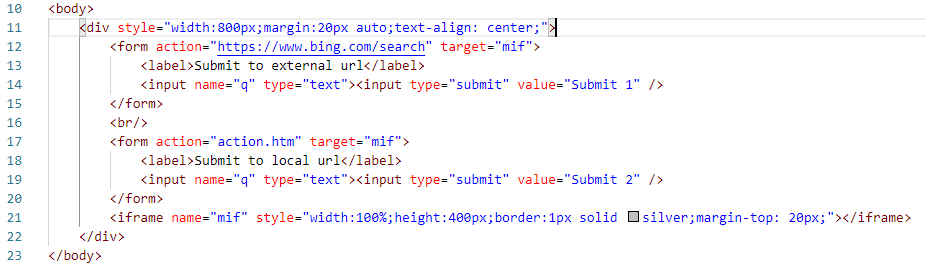 10 <body>
11 <div style="width:800px;margin:20px auto;text-align: center;">
12 <form action="https://www.bing.com/search" target="mif">
13 <label>Submit to external url</label>
14 <input name="q" type="text"><input type="submit" value="Submit 1" />
15 </form>
16 <br/>
17 <form action="action.htm" target="mif">
18 <label>Submit to local url</label>
19 <input name="q" type="text"><input type="submit" value="Submit 2" />
20 </form>
21 <iframe name="mif" style="width:100%;height:400px;border:1px solid silver;margin-top: 20px;"></iframe>
22 </div>
23 </body>